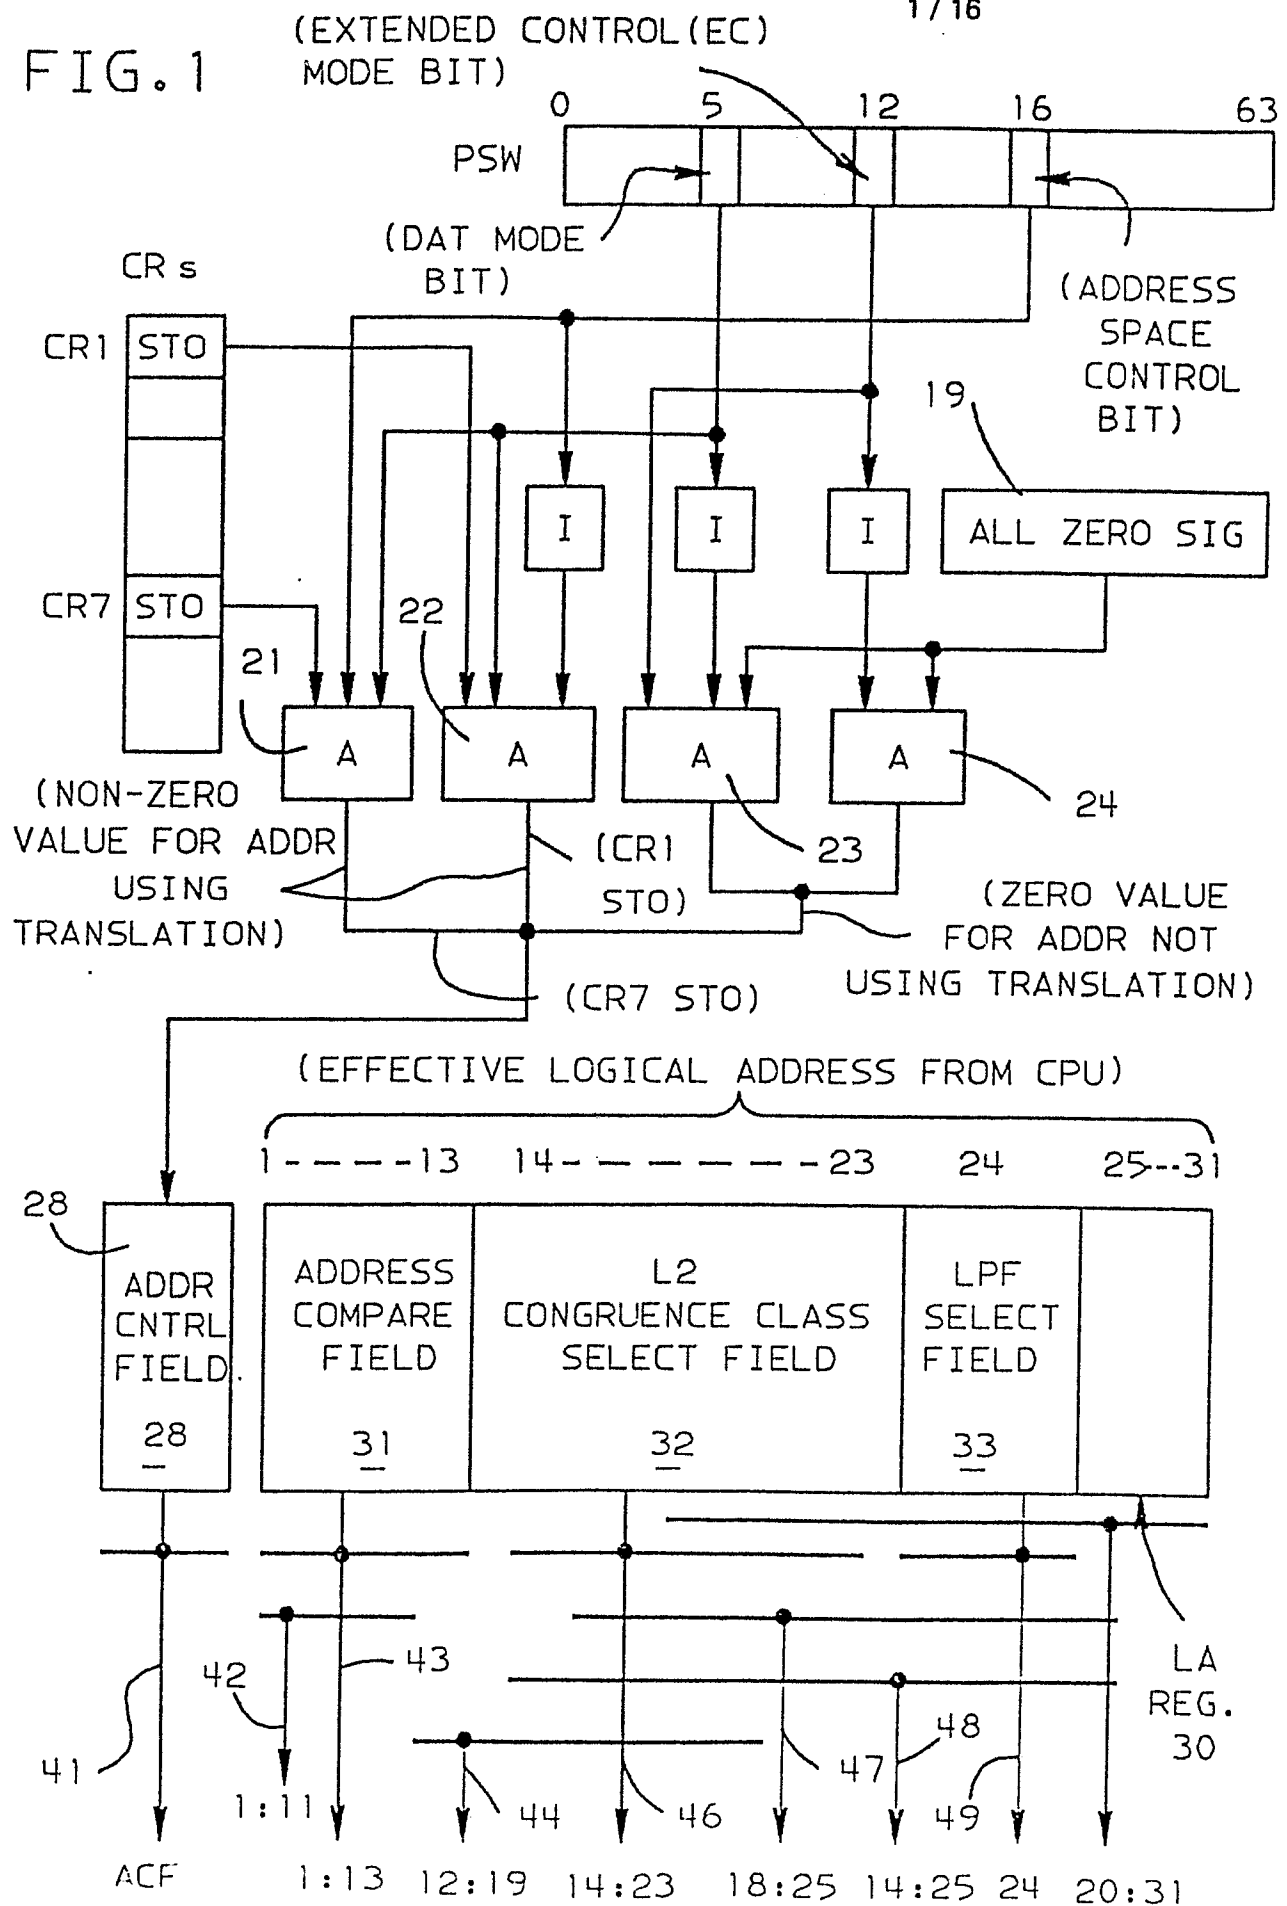 1/16
FIG.1
(EXTENDED CONTROL(EC)
MODE BIT)
0 5 12 16 63
PSW
(DAT MODE
BIT)
(ADDRESS
SPACE
CONTROL
BIT)
CRs
CR1 STO
19
I I I ALL ZERO SIG
CR7 STO
22
21
A A A A
24
23
(NON-ZERO
VALUE FOR ADDR
USING
TRANSLATION)
(CR1
STO)
(ZERO VALUE
FOR ADDR NOT
USING TRANSLATION)
(CR7 STO)
(EFFECTIVE LOGICAL ADDRESS FROM CPU)
1-----13 14-------23 24 25---31
28
ADDR
CNTRL
FIELD.
28
ADDRESS
COMPARE
FIELD
31
L2
CONGRUENCE CLASS
SELECT FIELD
32
LPF
SELECT
FIELD
33
LA
REG.
30
41 42 43 44 46 47 48 49
1:11
ACF 1:13 12:19 14:23 18:25 14:25 24 20:31